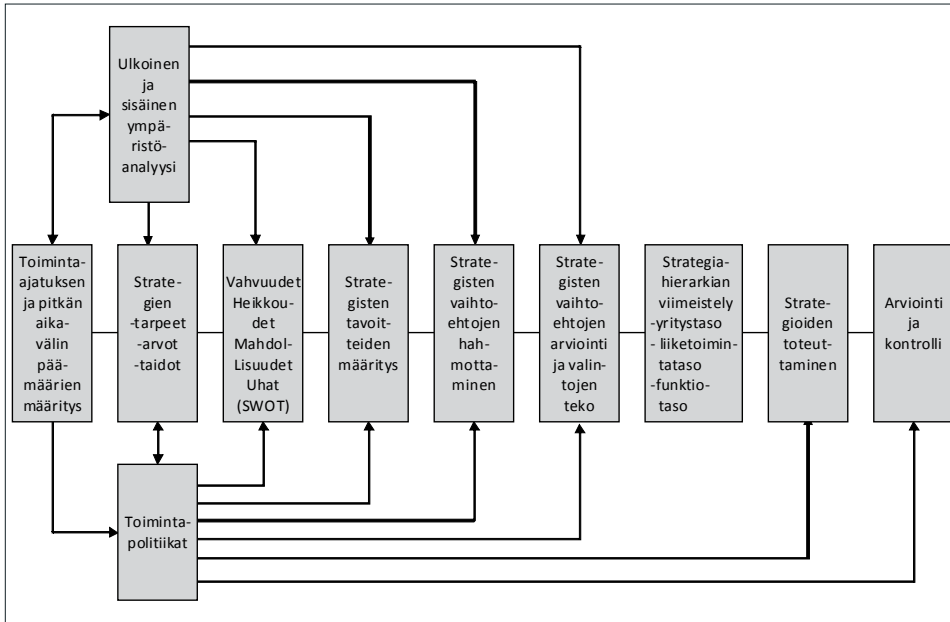 Ulkoinen
ja
sisäinen
ympä-
ristö-
analyysi
Toiminta-
ajatuksen
ja pitkän
aika-
välin
pää-
määrien
määritys
Strate-
gien
-tarpeet
-arvot
-taidot
Vahvuudet
Heikkou-
det
Mahdol-
Lisuudet
Uhat
(SWOT)
Strate-
gisten
tavoit-
teiden
määritys
Strate-
gisten
vaihto-
ehtojen
hah-
mottaminen
Strate-
gisten
vaihto-
ehtojen
arviointi
ja valin-
tojen
teko
Strategia-
hierarkian
viimeistely
-yritystaso
- liiketoimin-
tataso
-funktio-
taso
Strate-
gioiden
toteut-
taminen
Arviointi
ja
kontrolli
Toiminta-
politiikat